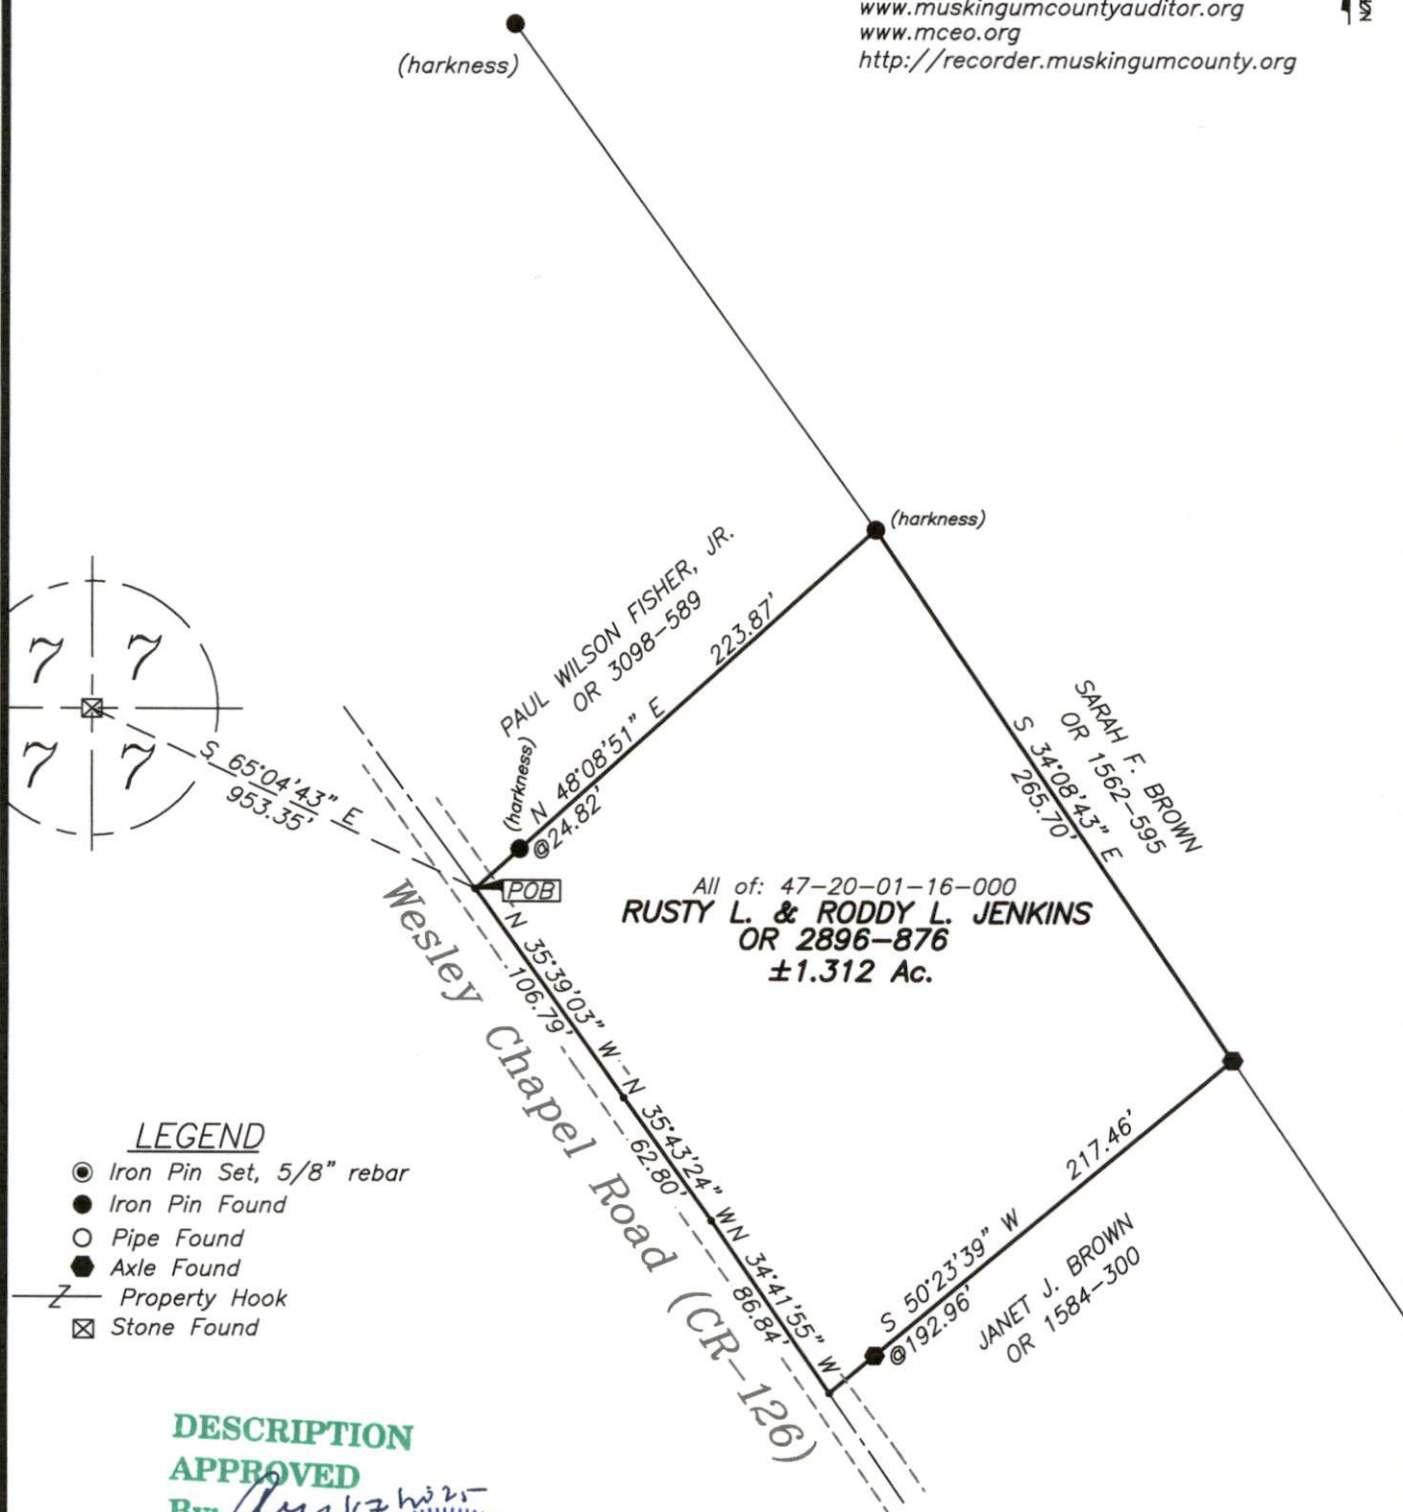 www.muskingumcountyauditor.org
www.mceo.org
http://recorder.muskingumcounty.org
(harkness)
(harkness)
PAUL WILSON FISHER, JR.
OR 3098-589
223.87'
N 48°08'51" E
@24.82'
(harkness)
SARAH F. BROWN
OR 1562-595
S 34°08'43" E
265.70'
7 7
7 7
S 65°04'43" E
953.35'
POB
All of: 47-20-01-16-000
RUSTY L. & RODDY L. JENKINS
OR 2896-876
±1.312 Ac.
N 35°39'03" W
106.79'
N 35°43'24" W
62.80'
N 34°41'55" W
86.84'
Wesley Chapel Road (CR-126)
217.46'
S 50°23'39" W
@192.96'
JANET J. BROWN
OR 1584-300
LEGEND
Iron Pin Set, 5/8" rebar
Iron Pin Found
Pipe Found
Axle Found
Z Property Hook
Stone Found
DESCRIPTION
APPROVED
By: